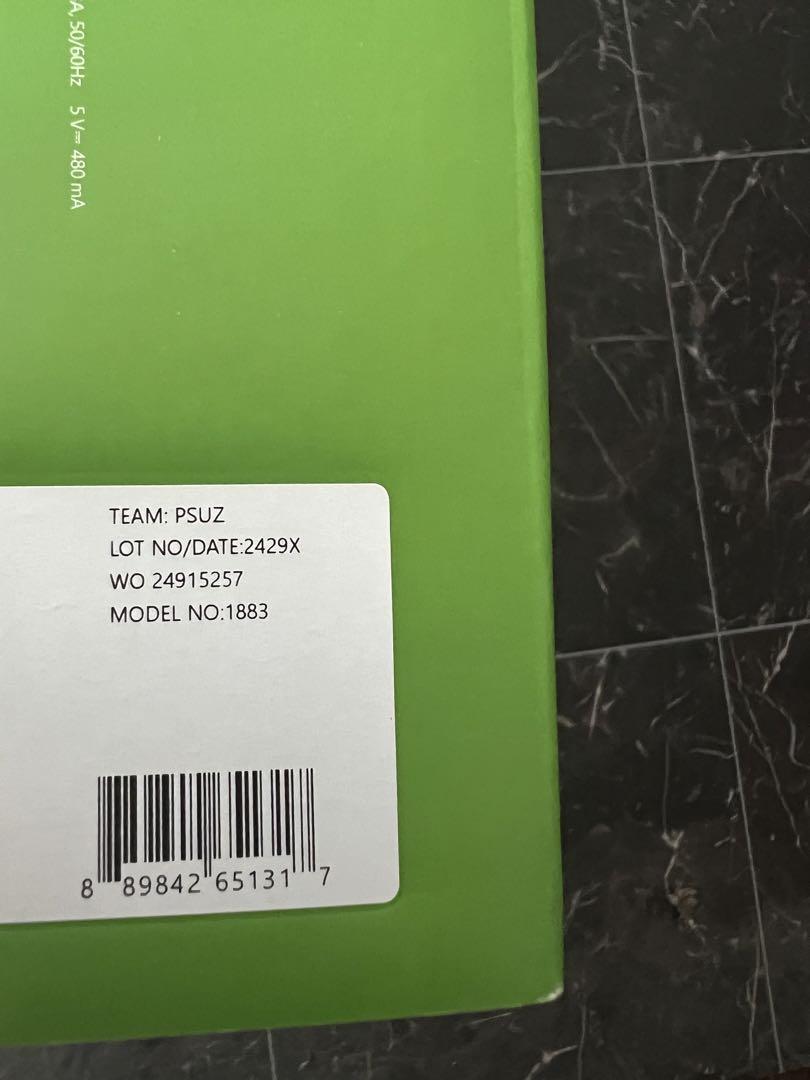 A, 50/60Hz 5 V⎓ 480 mA
TEAM: PSUZ
LOT NO/DATE:2429X
WO 24915257
MODEL NO:1883
8 89842 65131 7